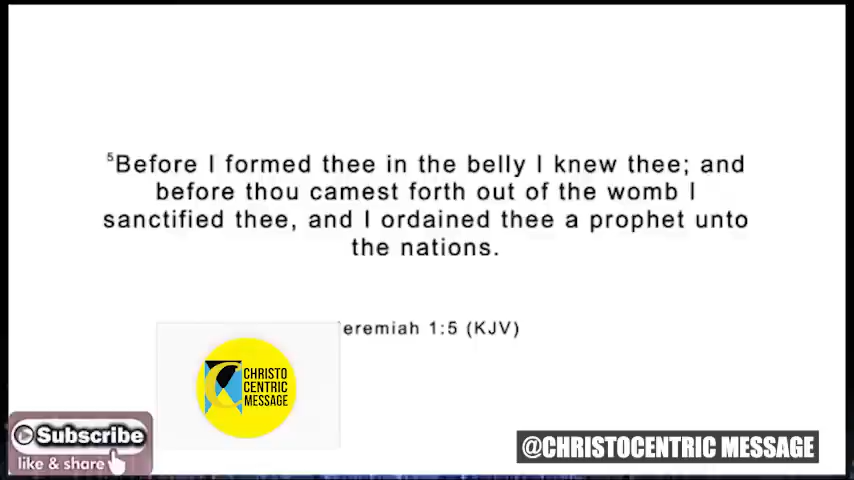 5Before I formed thee in the belly I knew thee; and
before thou camest forth out of the womb I
sanctified thee, and I ordained thee a prophet unto
the nations.
eremiah 1:5 (KJV)
CHRISTO
CENTRIC
MESSAGE
Subscribe
like & share
@CHRISTOCENTRIC MESSAGE